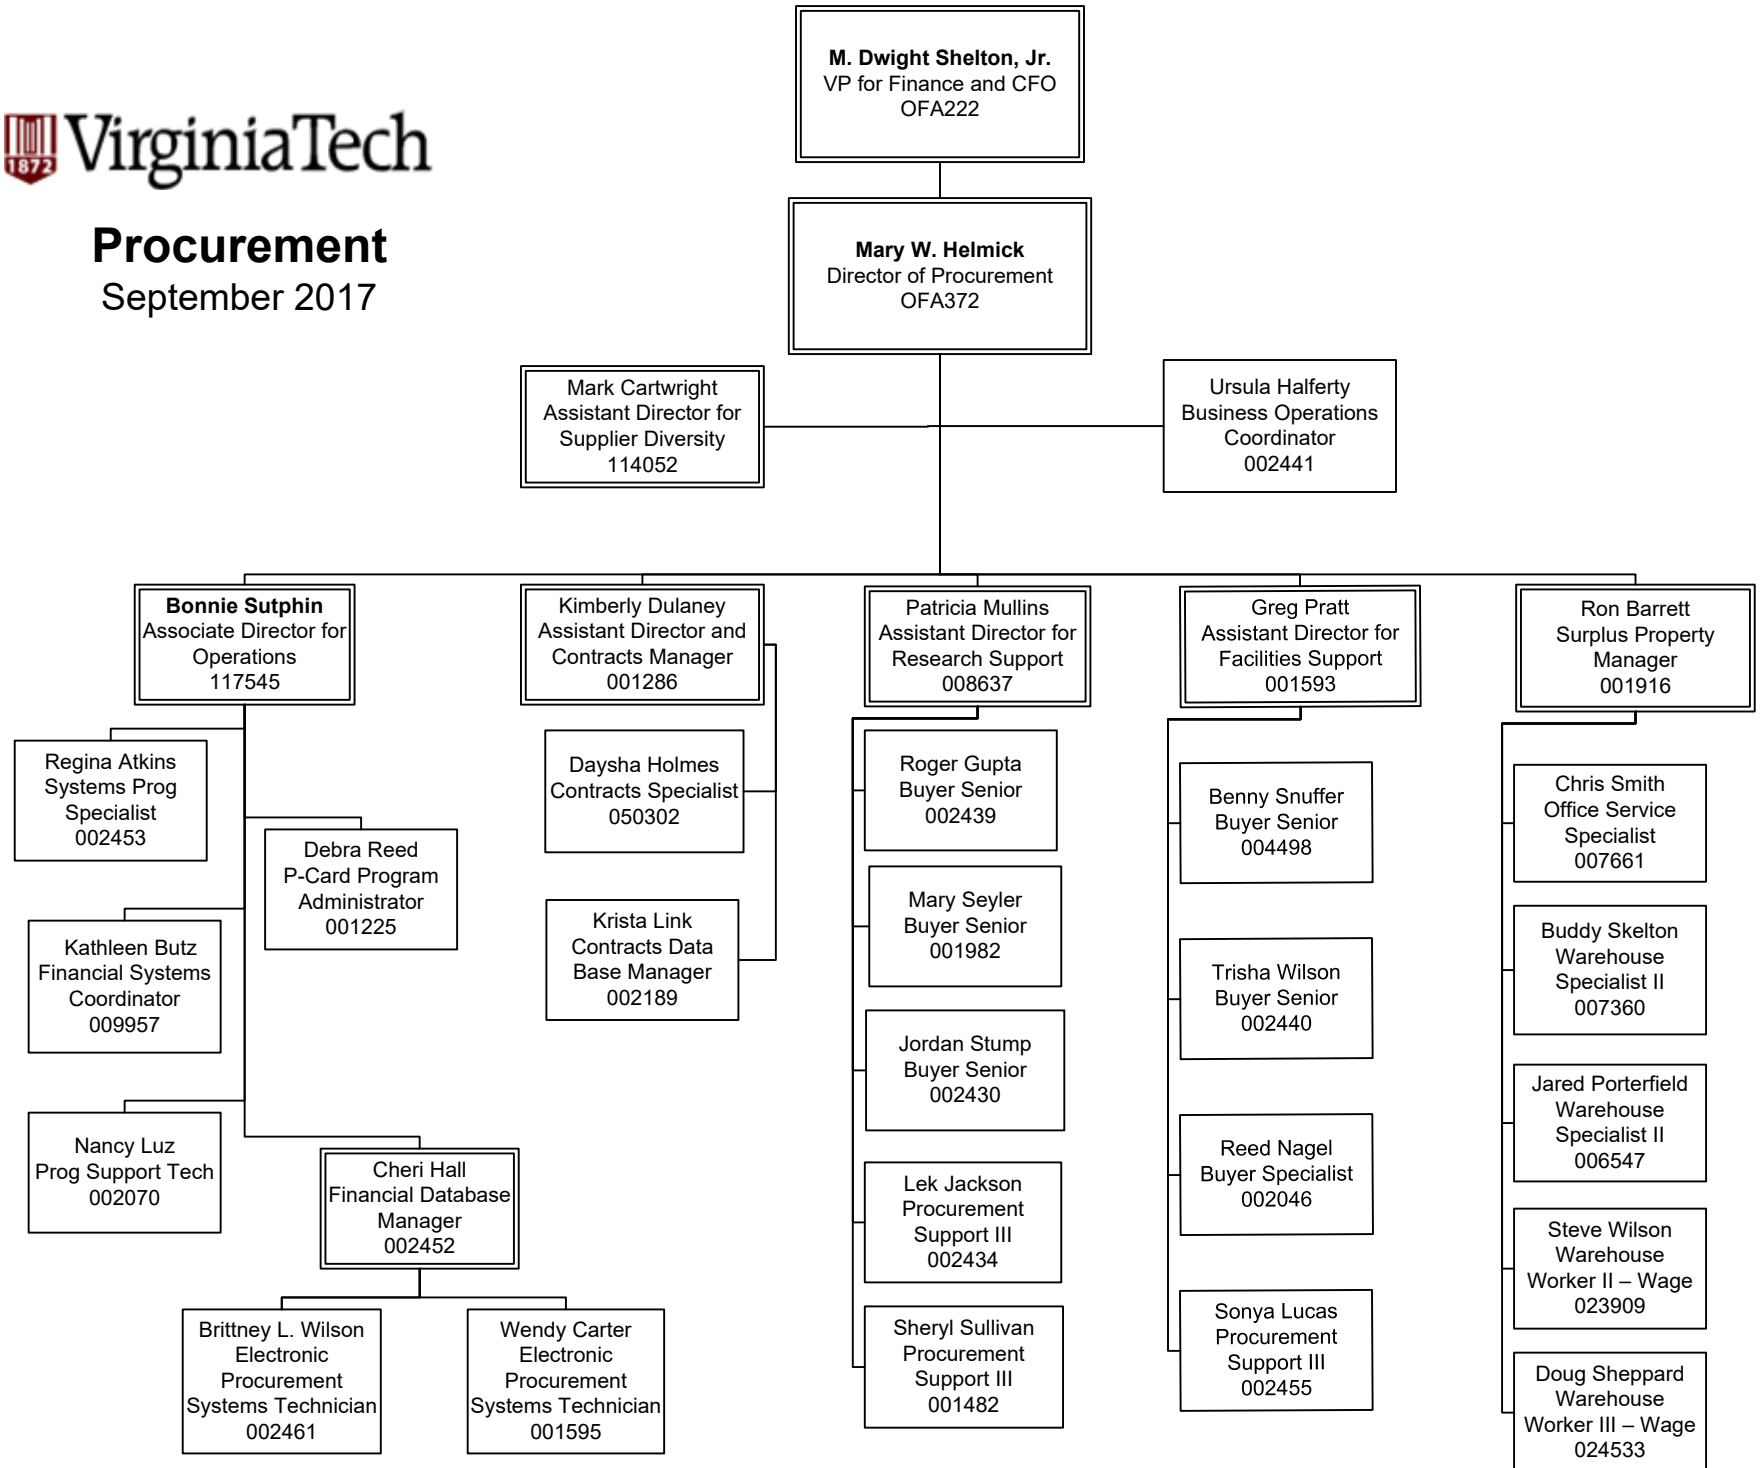 M. Dwight Shelton, Jr.
VP for Finance and CFO
OFA222
1872
VirginiaTech
Procurement
September 2017
Mary W. Helmick
Director of Procurement
OFA372
Mark Cartwright
Assistant Director for
Supplier Diversity
114052
Ursula Halferty
Business Operations
Coordinator
002441
Bonnie Sutphin
Associate Director for
Operations
117545
Regina Atkins
Systems Prog
Specialist
002453
Debra Reed
P-Card Program
Administrator
001225
Kathleen Butz
Financial Systems
Coordinator
009957
Nancy Luz
Prog Support Tech
002070
Cheri Hall
Financial Database
Manager
002452
Brittney L. Wilson
Electronic
Procurement
Systems Technician
002461
Wendy Carter
Electronic
Procurement
Systems Technician
001595
Kimberly Dulaney
Assistant Director and
Contracts Manager
001286
Daysha Holmes
Contracts Specialist
050302
Krista Link
Contracts Data
Base Manager
002189
Patricia Mullins
Assistant Director for
Research Support
008637
Roger Gupta
Buyer Senior
002439
Mary Seyler
Buyer Senior
001982
Jordan Stump
Buyer Senior
002430
Lek Jackson
Procurement
Support III
002434
Sheryl Sullivan
Procurement
Support III
001482
Greg Pratt
Assistant Director for
Facilities Support
001593
Benny Snuffer
Buyer Senior
004498
Trisha Wilson
Buyer Senior
002440
Reed Nagel
Buyer Specialist
002046
Sonya Lucas
Procurement
Support III
002455
Ron Barrett
Surplus Property
Manager
001916
Chris Smith
Office Service
Specialist
007661
Buddy Skelton
Warehouse
Specialist II
007360
Jared Porterfield
Warehouse
Specialist II
006547
Steve Wilson
Warehouse
Worker II – Wage
023909
Doug Sheppard
Warehouse
Worker III – Wage
024533